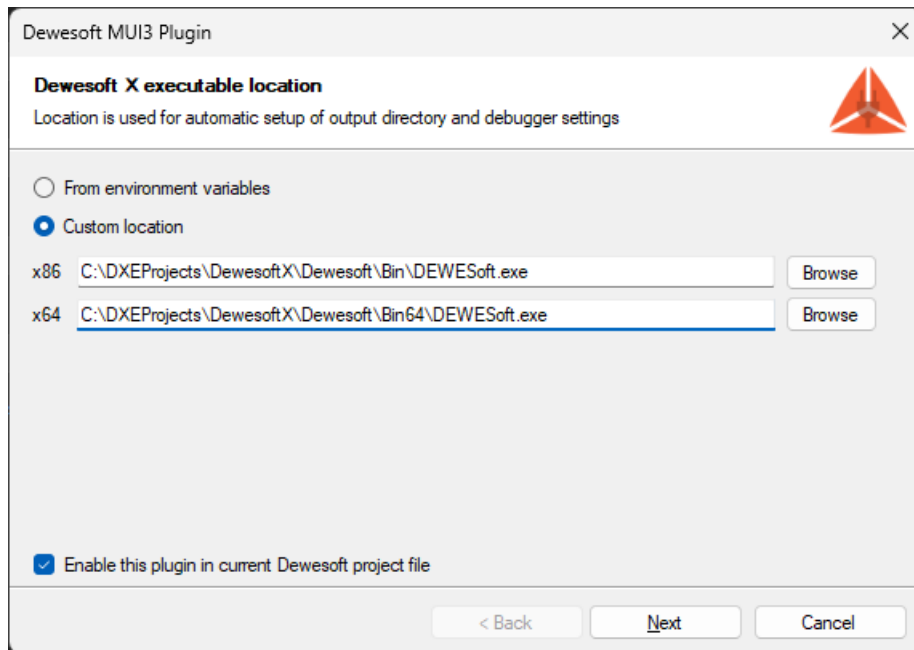 Dewesoft MUI3 Plugin
Dewesoft X executable location
Location is used for automatic setup of output directory and debugger settings
From environment variables
Custom location
x86 C:\DXEProjects\DewesoftX\Dewesoft\Bin\DEWESoft.exe Browse
x64 C:\DXEProjects\DewesoftX\Dewesoft\Bin64\DEWESoft.exe Browse
Enable this plugin in current Dewesoft project file
< Back Next Cancel